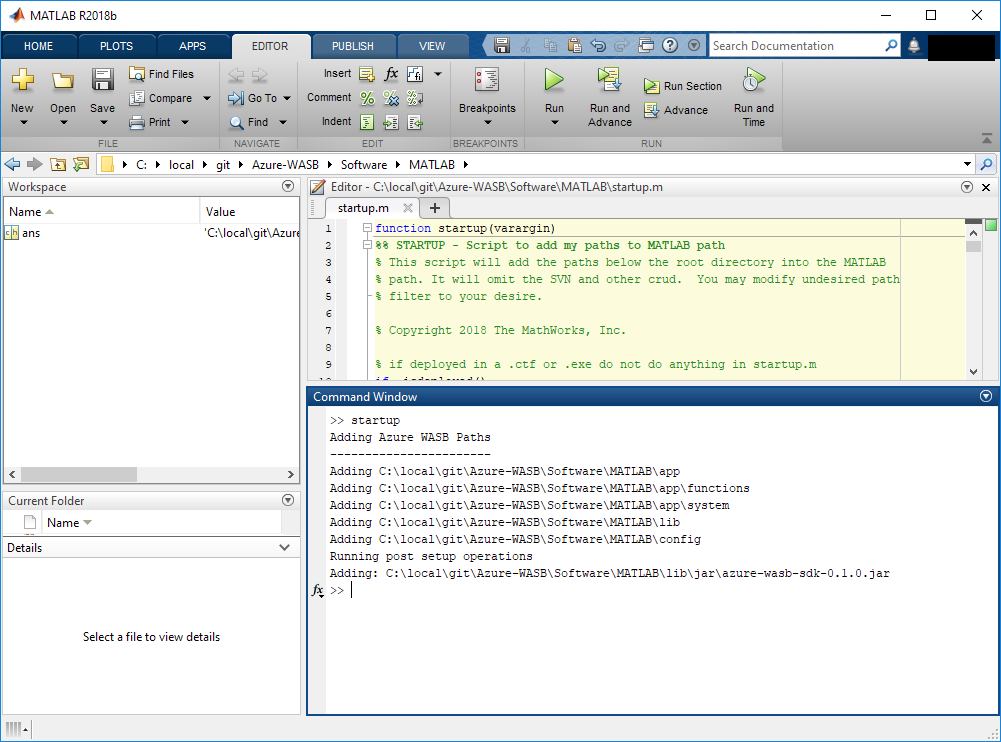 MATLAB R2018b
HOME PLOTS APPS EDITOR PUBLISH VIEW Search Documentation
New Open Save Find Files Compare Print
Go To Find
Insert fx Comment Indent
Breakpoints
Run Run and Advance Run Section Advance Run and Time
FILE NAVIGATE EDIT BREAKPOINTS RUN
C: local git Azure-WASB Software MATLAB
Workspace
Name Value
ans 'C:\local\git\Azure
Current Folder
Name
Details
Select a file to view details
Editor - C:\local\git\Azure-WASB\Software\MATLAB\startup.m
startup.m
1 function startup(varargin)
2 %% STARTUP - Script to add my paths to MATLAB path
3 % This script will add the paths below the root directory into the MATLAB
4 % path. It will omit the SVN and other crud.  You may modify undesired path
5 % filter to your desire.
6
7 % Copyright 2018 The MathWorks, Inc.
8
9 % if deployed in a .ctf or .exe do not do anything in startup.m
Command Window
>> startup
Adding Azure WASB Paths
-----------------------
Adding C:\local\git\Azure-WASB\Software\MATLAB\app
Adding C:\local\git\Azure-WASB\Software\MATLAB\app\functions
Adding C:\local\git\Azure-WASB\Software\MATLAB\app\system
Adding C:\local\git\Azure-WASB\Software\MATLAB\lib
Adding C:\local\git\Azure-WASB\Software\MATLAB\config
Running post setup operations
Adding: C:\local\git\Azure-WASB\Software\MATLAB\lib\jar\azure-wasb-sdk-0.1.0.jar
fx >>